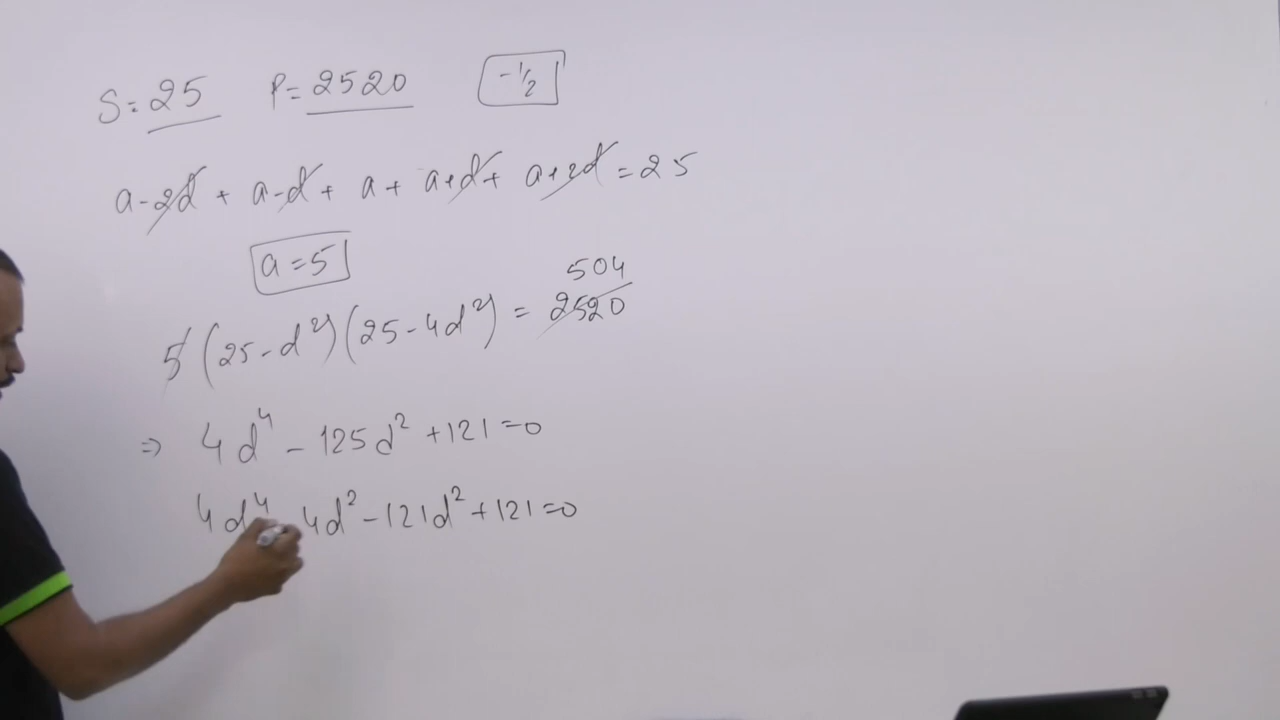 S = 25 P = 2520 -1/2
a - 2d + a - d + a + a + d + a + 2d = 25
a = 5
504
5 (25 - d²)(25 - 4d²) = 2520
⇒ 4d⁴ - 125d² + 121 = 0
4d⁴ 4d² - 121d² + 121 = 0